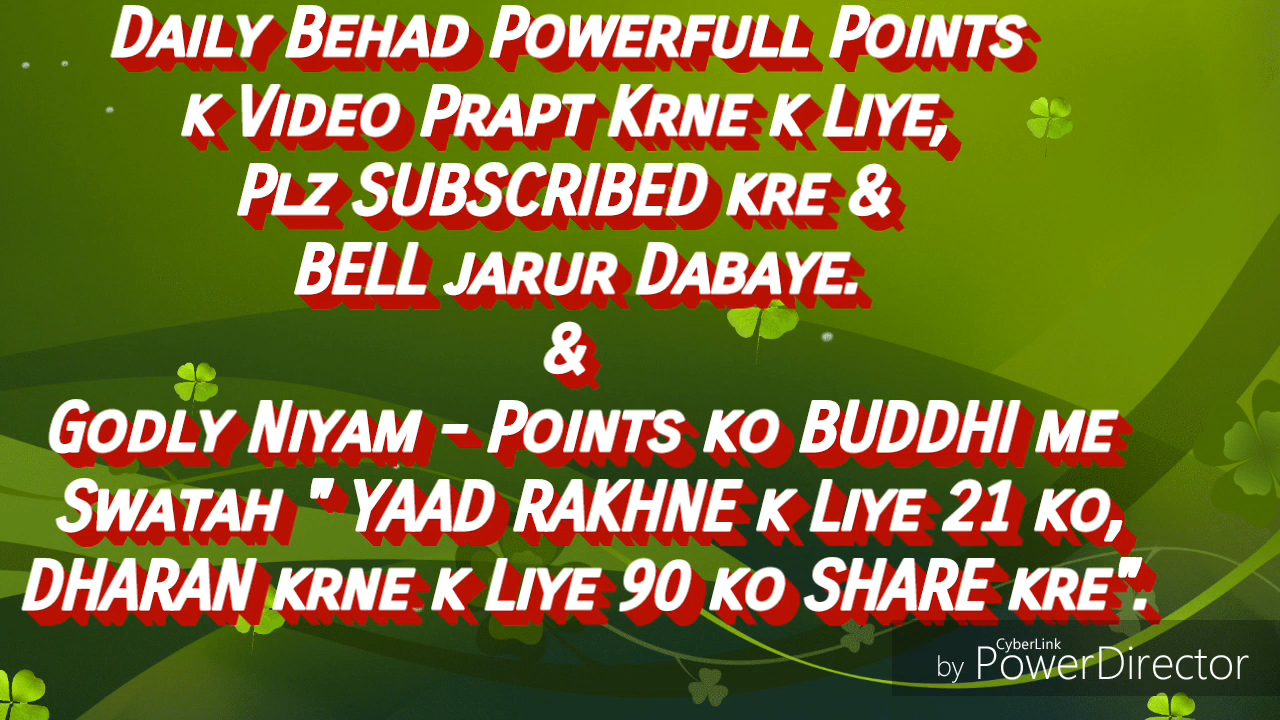 Daily Behad Powerfull Points
k Video Prapt Krne k Liye,
Plz SUBSCRIBED kre &
BELL jarur Dabaye.
&
Godly Niyam - Points ko BUDDHI me
Swatah " YAAD RAKHNE k Liye 21 ko,
DHARAN krne k Liye 90 ko SHARE kre".
CyberLink
by PowerDirector